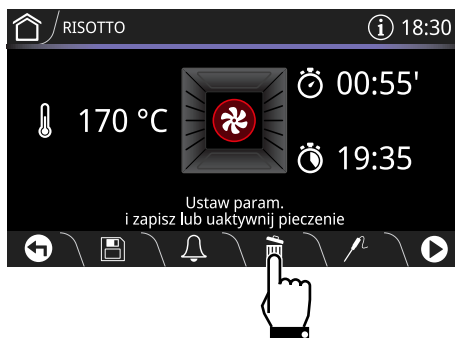 RISOTTO
18:30
170 °C
00:55'
19:35
Ustaw param.
i zapisz lub uaktywnij pieczenie